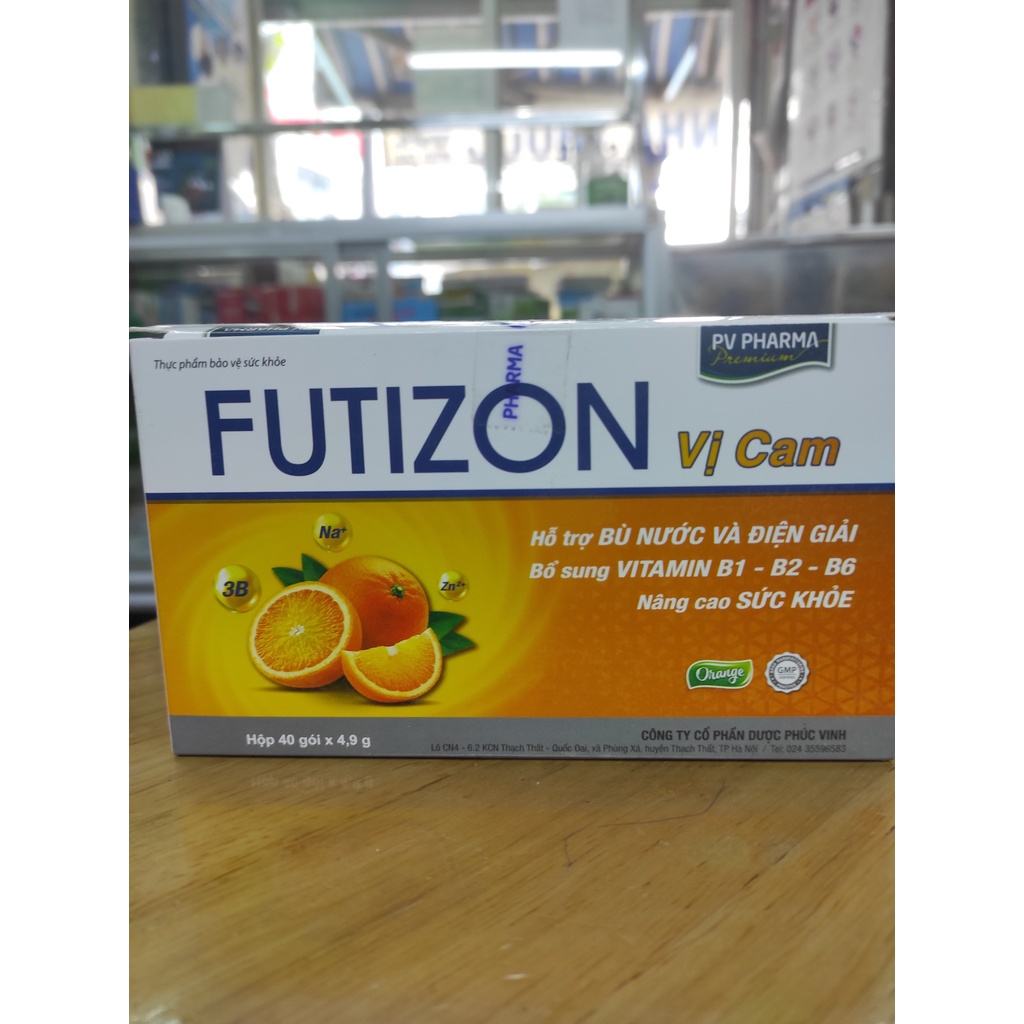 PHARMA
PV PHARMA
Premium
Thực phẩm bảo vệ sức khỏe
PHARMA
FUTIZON
Vị Cam
Na+
3B
Zn2+
Hỗ trợ BÙ NƯỚC VÀ ĐIỆN GIẢI
Bổ sung VITAMIN B1 - B2 - B6
Nâng cao SỨC KHỎE
Orange
GMP
Hộp 40 gói x 4,9 g
CÔNG TY CỔ PHẦN DƯỢC PHÚC VINH
Lô CN4 - 6.2 KCN Thạch Thất - Quốc Oai, xã Phùng Xá, huyện Thạch Thất, TP Hà Nội / Tel: 024 35596583